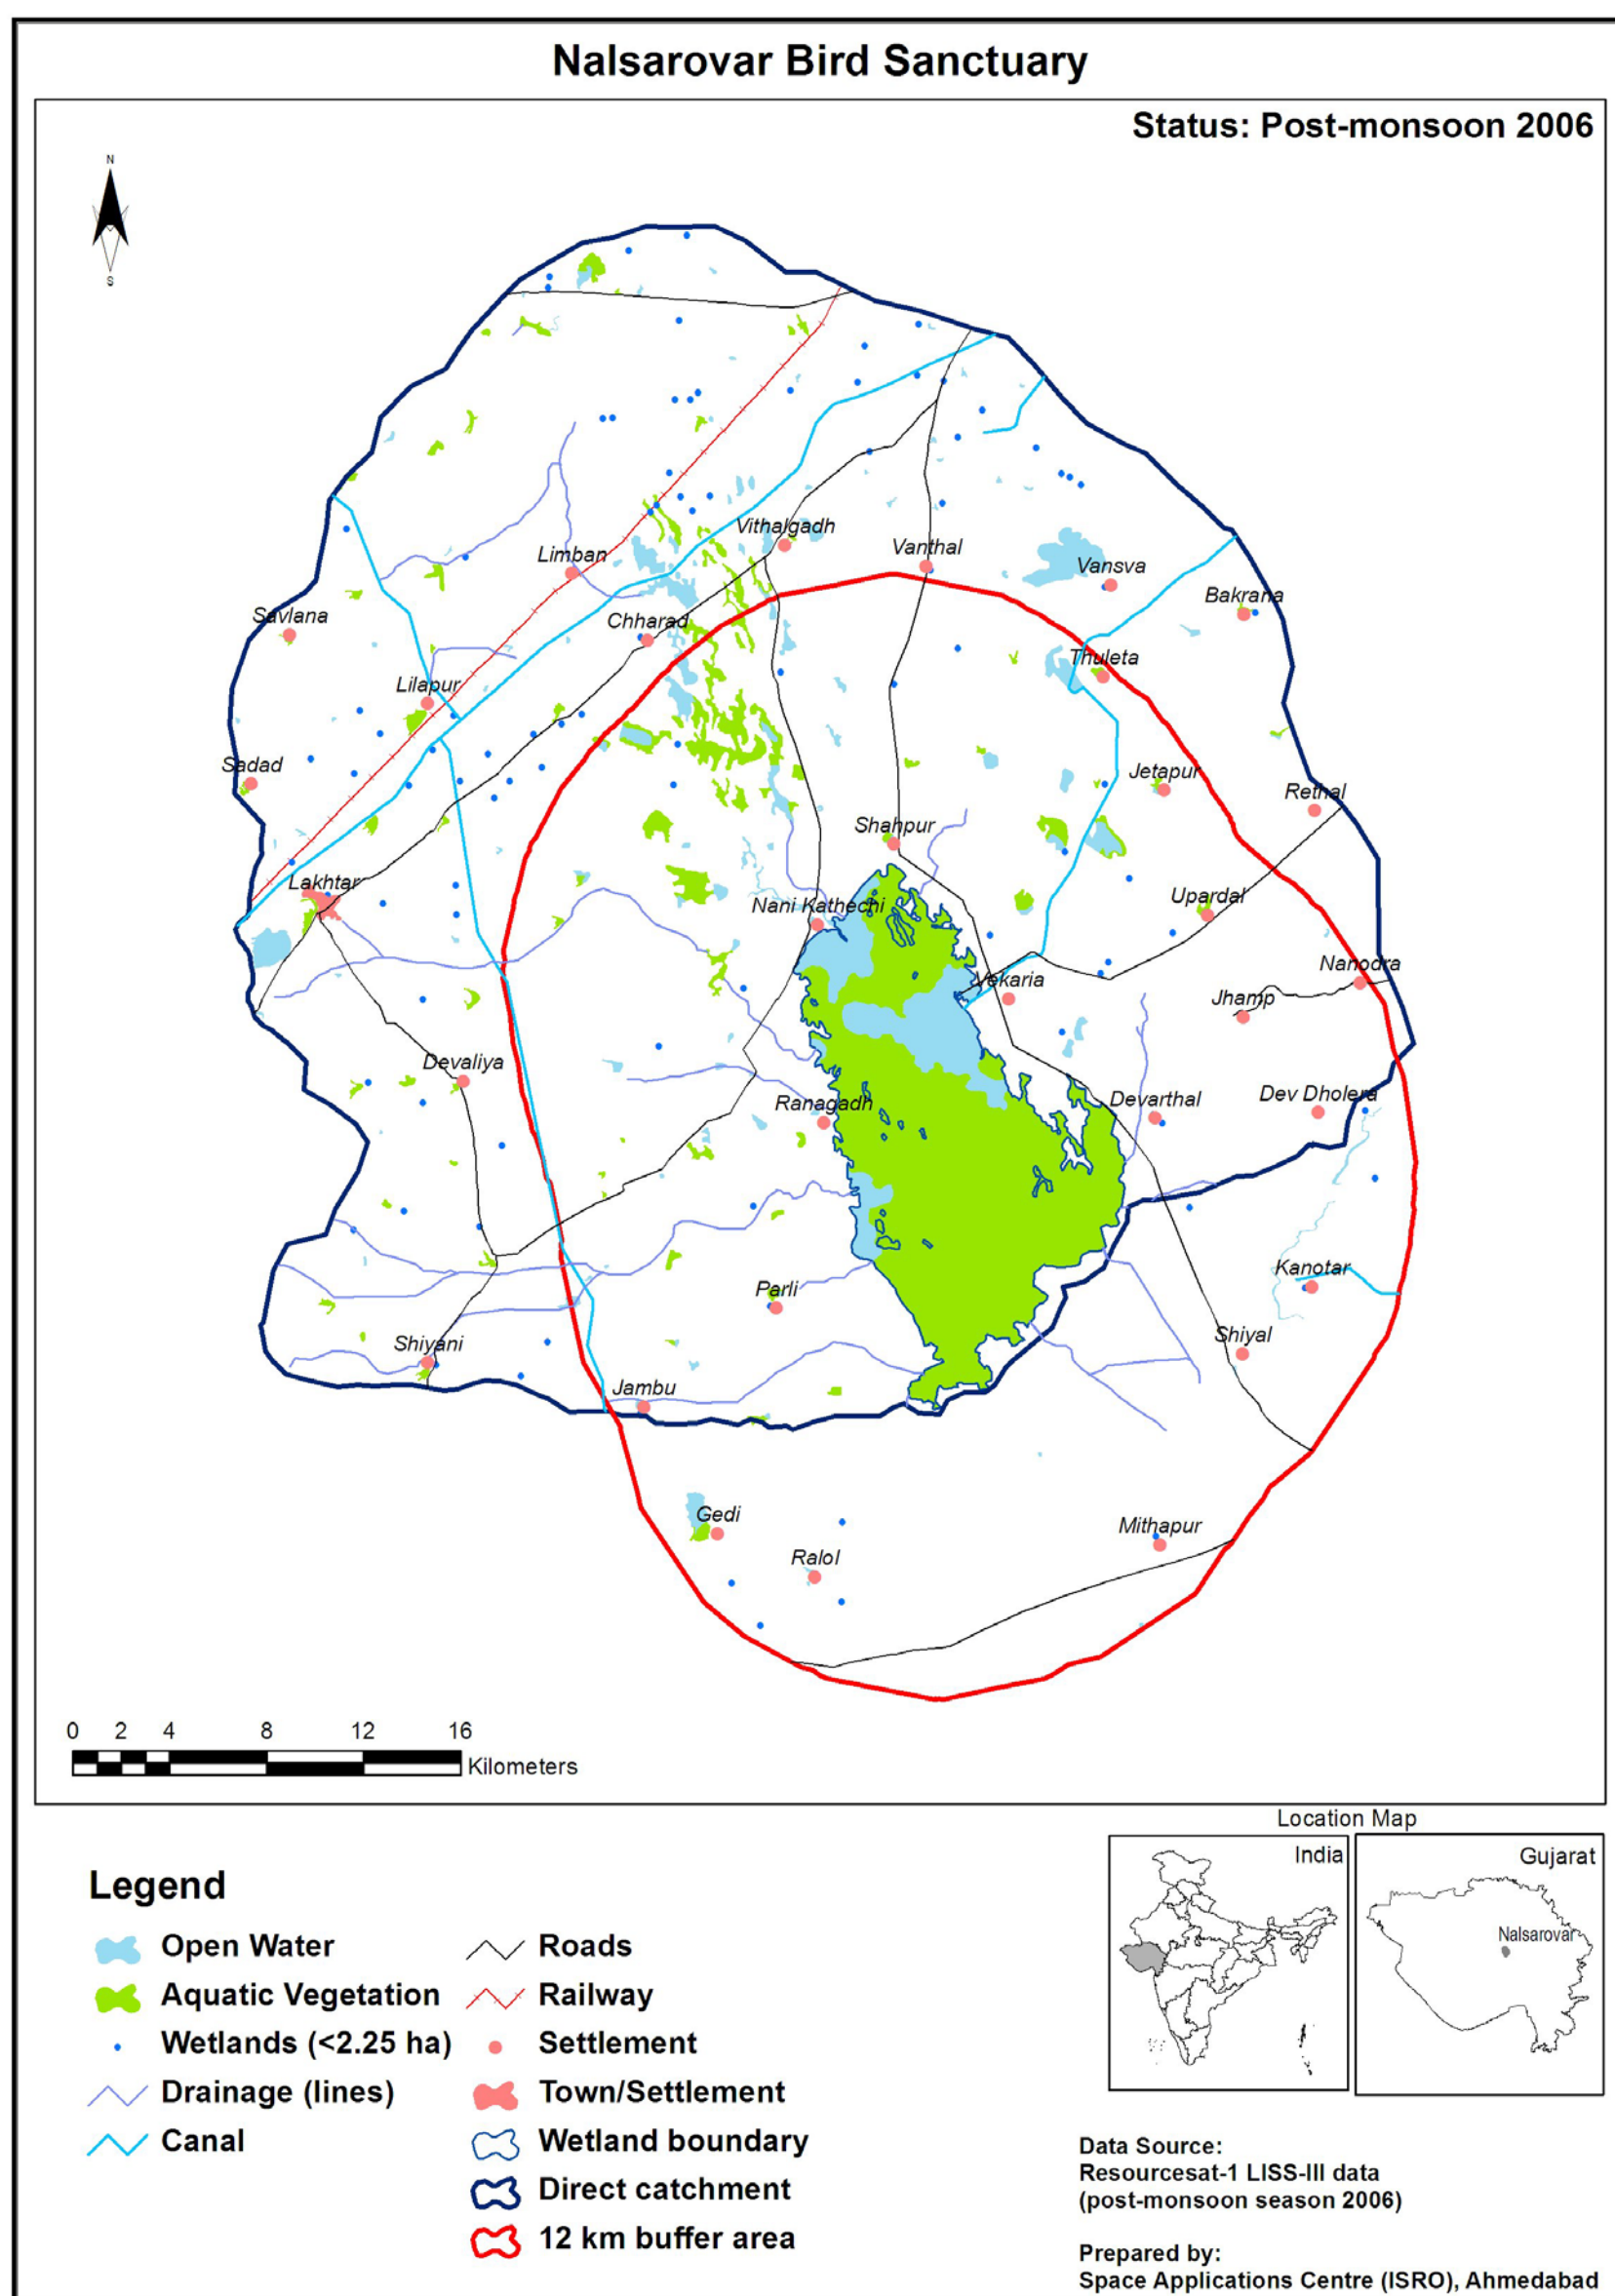 Nalsarovar Bird Sanctuary
Status: Post-monsoon 2006
N
S
Vithalgadh
Limban
Vanthal
Vansva
Bakrana
Savlana
Chharad
Thuleta
Lilapur
Sadad
Jetapur
Rethal
Shahpur
Lakhtar
Nani Kathechi
Upardal
Vekaria
Nanodra
Jhamp
Devaliya
Ranagadh
Devarthal
Dev Dholera
Parli
Kanotar
Shiyani
Shiyal
Jambu
Gedi
Mithapur
Ralol
0 2 4 8 12 16
Kilometers
Location Map
India
Gujarat
Nalsarovar
Legend
Open Water
Aquatic Vegetation
Wetlands (<2.25 ha)
Drainage (lines)
Canal
Roads
Railway
Settlement
Town/Settlement
Wetland boundary
Direct catchment
12 km buffer area
Data Source:
Resourcesat-1 LISS-III data
(post-monsoon season 2006)
Prepared by:
Space Applications Centre (ISRO), Ahmedabad